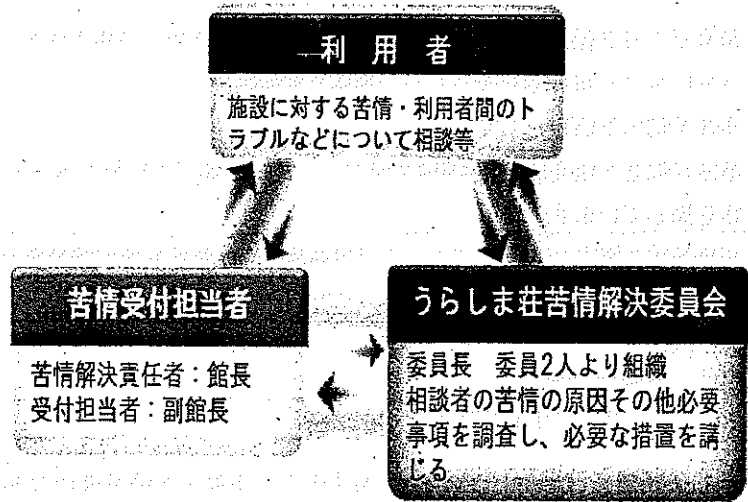 利用者
施設に対する苦情・利用者間のト
ラブルなどについて相談等
苦情受付担当者
苦情解決責任者：館長
受付担当者：副館長
うらしま荘苦情解決委員会
委員長　委員2人より組織
相談者の苦情の原因その他必要
事項を調査し、必要な措置を講
じる